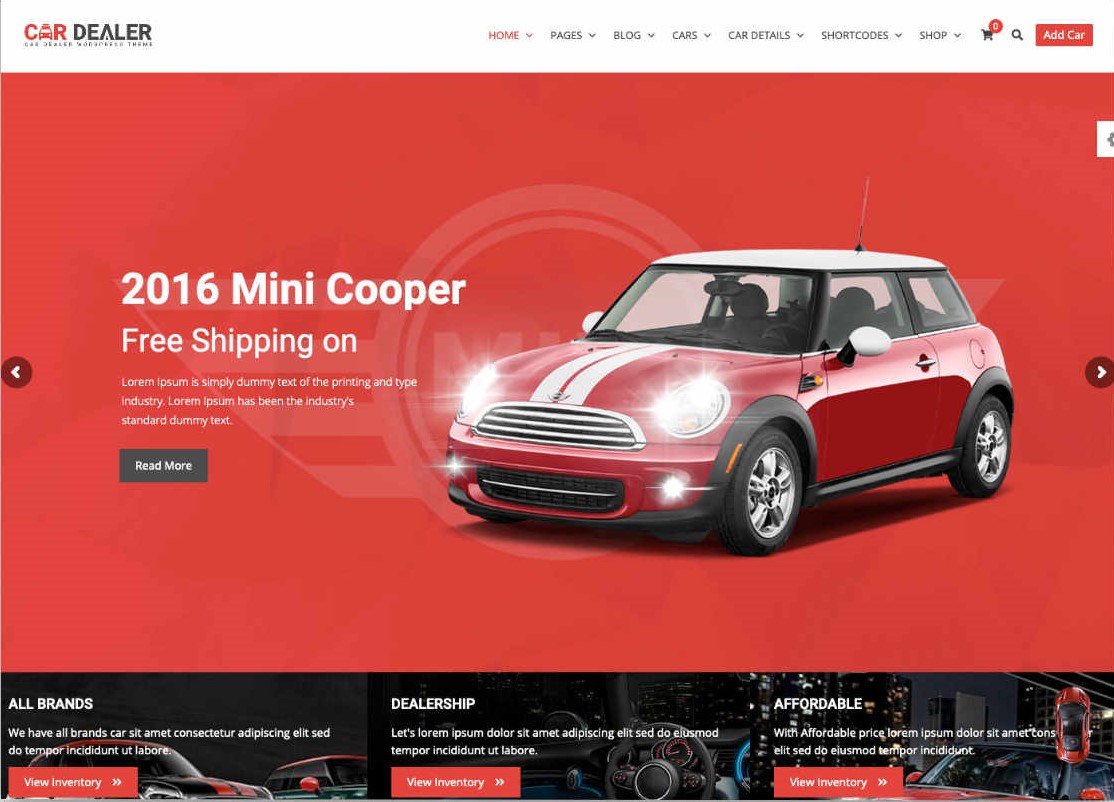 CAR DEALER
CAR DEALER WORDPRESS THEME
HOME PAGES BLOG CARS CAR DETAILS SHORTCODES SHOP 0 Add Car
2016 Mini Cooper
Free Shipping on
Lorem Ipsum is simply dummy text of the printing and type
industry. Lorem Ipsum has been the industry's
standard dummy text.
Read More
ALL BRANDS
We have all brands car sit amet consectetur adipiscing elit sed
do tempor incididunt ut labore.
View Inventory »
DEALERSHIP
Let's lorem ipsum dolor sit amet adipiscing elit sed do eiusmod
tempor incididunt ut labore.
View Inventory »
AFFORDABLE
With Affordable price lorem ipsum dolor sit amet cons r
elit sed do eiusmod tempor incididunt.
View Inventory »